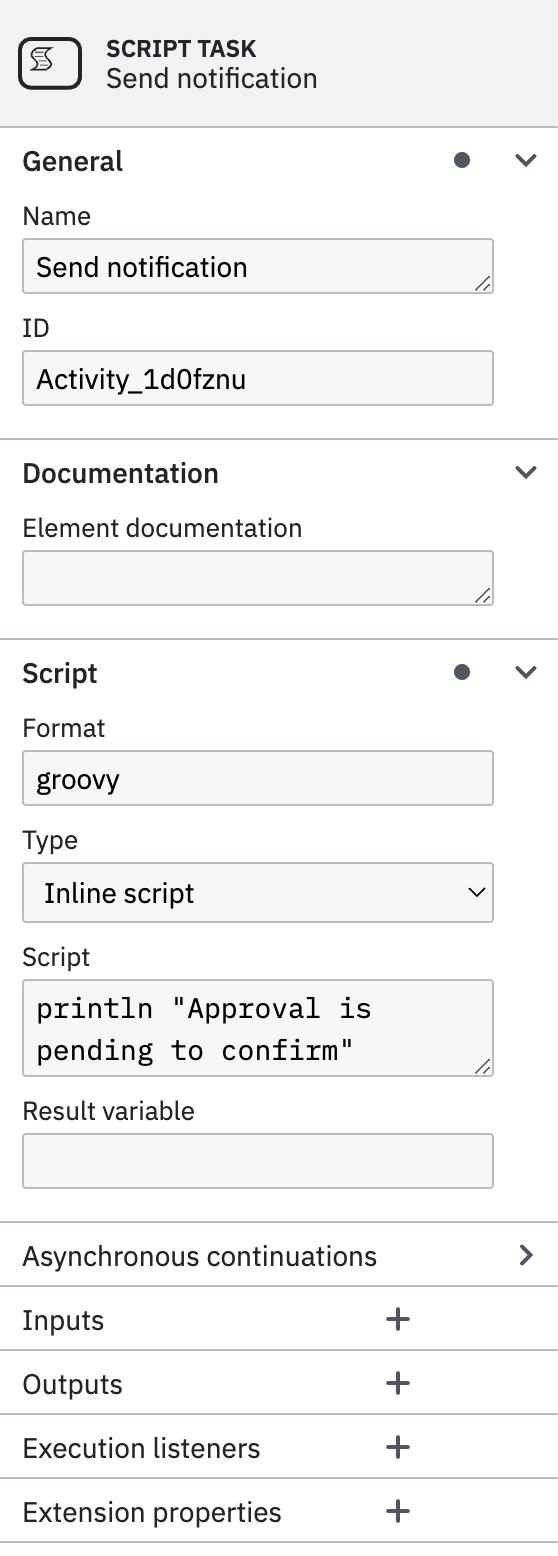 SCRIPT TASK
Send notification
General
Name
Send notification
ID
Activity_1d0fznu
Documentation
Element documentation
Script
Format
groovy
Type
Inline script
Script
println "Approval is
pending to confirm"
Result variable
Asynchronous continuations
Inputs
Outputs
Execution listeners
Extension properties